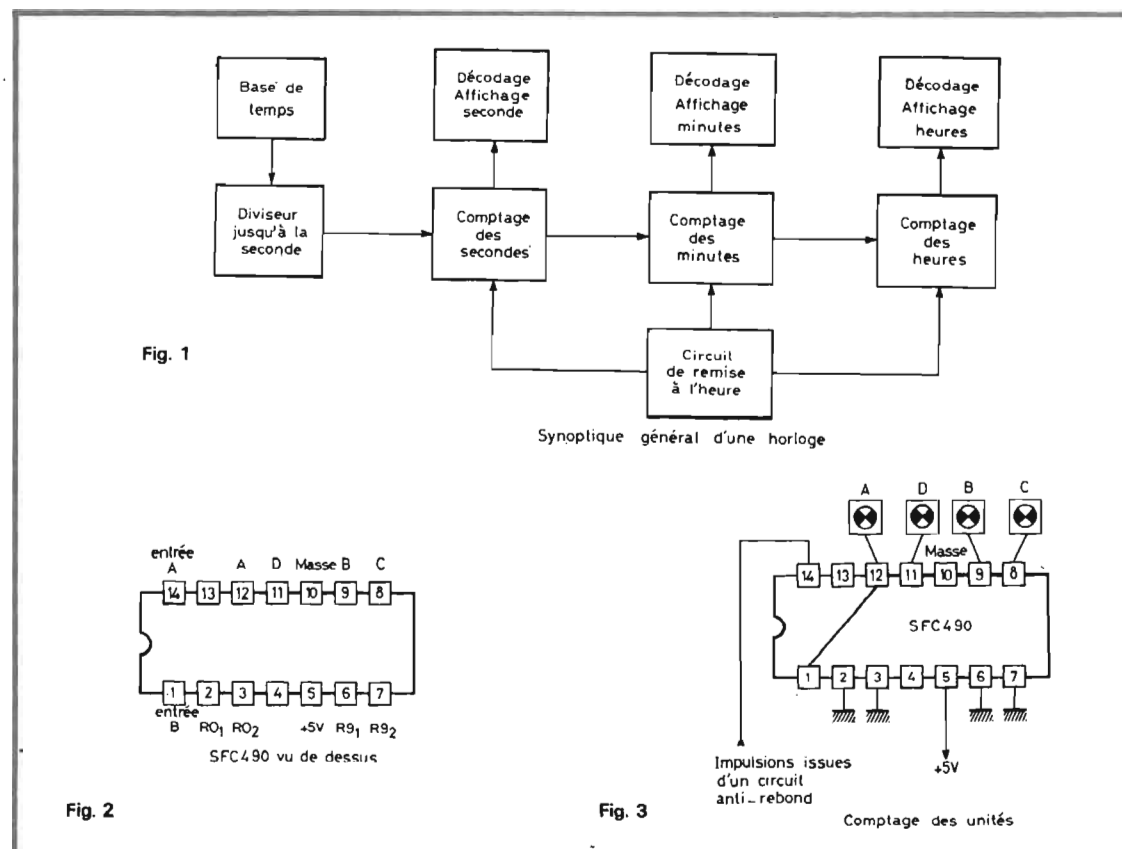 Base de
temps
Décodage
Affichage
seconde
Décodage
Affichage
minutes
Décodage
Affichage
heures
Diviseur
jusqu'à la
seconde
Comptage
des
secondes
Comptage
des
minutes
Comptage
des
heures
Circuit
de remise
à l'heure
Fig. 1
Synoptique général d'une horloge
entrée
A A D Masse B C
14 13 12 11 10 9 8
1 2 3 4 5 6 7
entrée
B R0₁ R0₂ +5V R9₁ R9₂
SFC490 vu de dessus
Fig. 2
A D B C
Masse
14 13 12 11 10 9 8
SFC490
1 2 3 4 5 6 7
Impulsions issues
d'un circuit
anti_rebond
+5V
Comptage des unités
Fig. 3